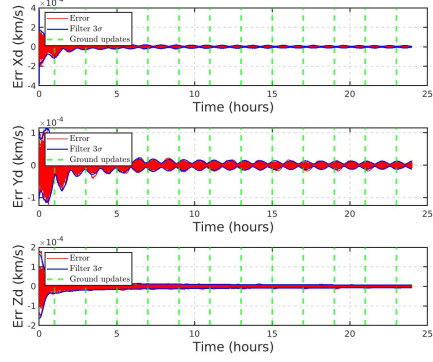 ×10⁻⁴
4
2
0
-2
-4
Err Xd (km/s)
Error
Filter 3σ
Ground updates
0 5 10 15 20 25
Time (hours)
×10⁻⁴
1
0
-1
Err Yd (km/s)
Error
Filter 3σ
Ground updates
0 5 10 15 20 25
Time (hours)
×10⁻⁴
2
1
0
-1
-2
Err Zd (km/s)
Error
Filter 3σ
Ground updates
0 5 10 15 20 25
Time (hours)